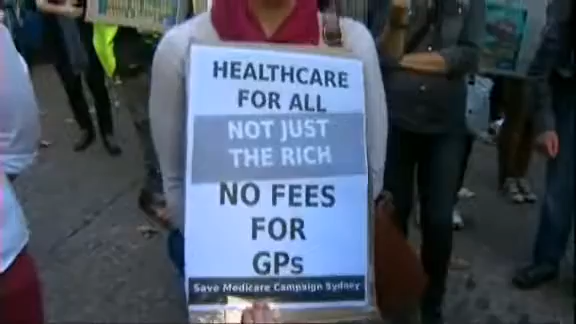 HEALTHCARE
FOR ALL
NOT JUST
THE RICH
NO FEES
FOR
GPs
Save Medicare Campaign Sydney